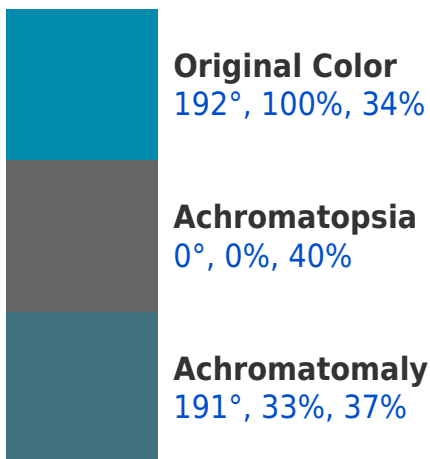 Original Color
192°, 100%, 34%
Achromatopsia
0°, 0%, 40%
Achromatomaly
191°, 33%, 37%